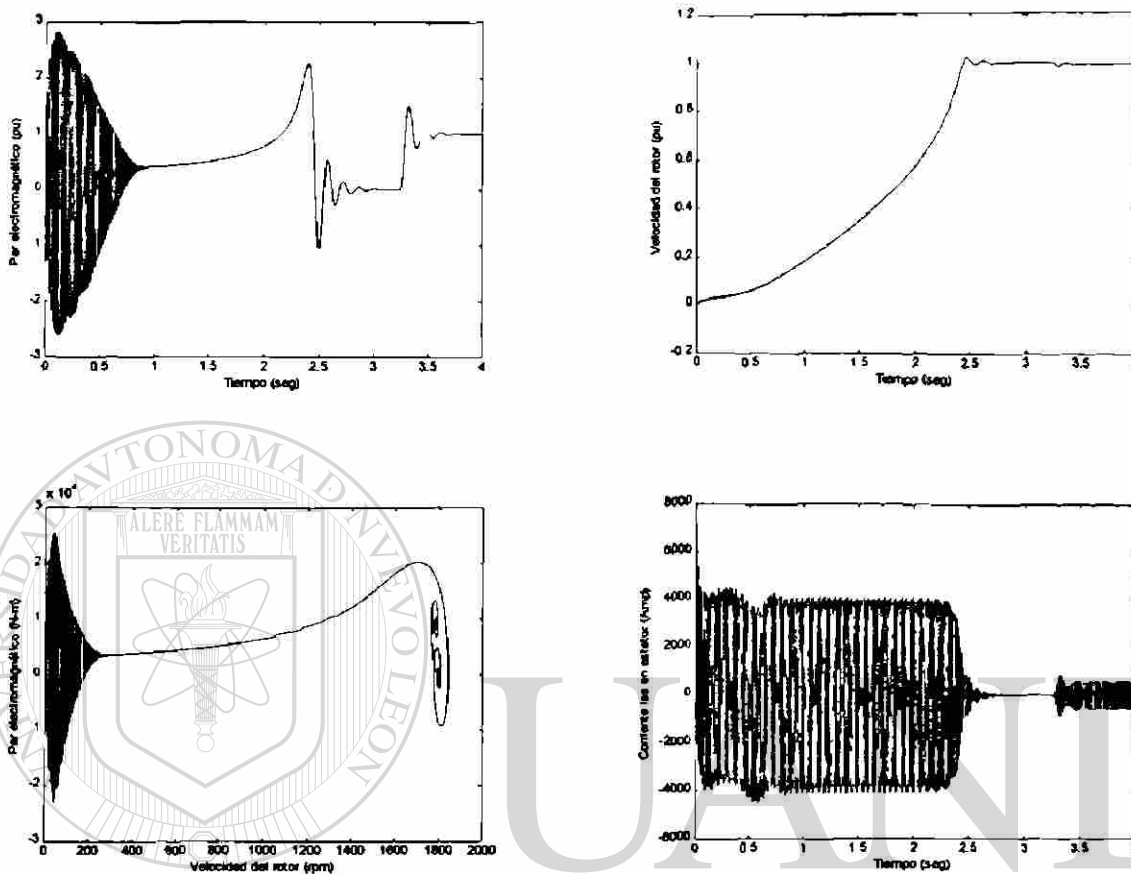 3
2
1
0
1
-2
-3
Par electromagnético (pu)
0 0.5 1 1.5 2 2.5 3 3.5 4
Tiempo (seg)
1.2
1
0.8
0.6
0.4
0.2
0
-0.2
Velocidad del rotor (pu)
0 0.5 1 1.5 2 2.5 3 3.5
Tiempo (seg)
x 10⁴
3
2
1
0
-1
-2
-3
Par electromagnético (N-m)
0 200 400 600 800 1000 1200 1400 1600 1800 2000
Velocidad del rotor (rpm)
8000
6000
4000
2000
0
-2000
-4000
-6000
Corriente ias en estator (Amp)
0 0.5 1 1.5 2 2.5 3 3.5
Tiempo (seg)
UNIVERSIDAD AVTONOMA DE NVEVO LEON
ALERE FLAMMAM
VERITATIS
UANL